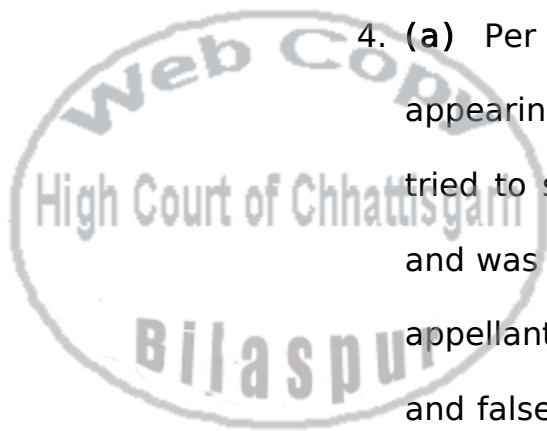 4. (a) Per
appearin
tried to s
and was
appellant
and false
Web Copy
High Court of Chhattisgarh
Bilaspur